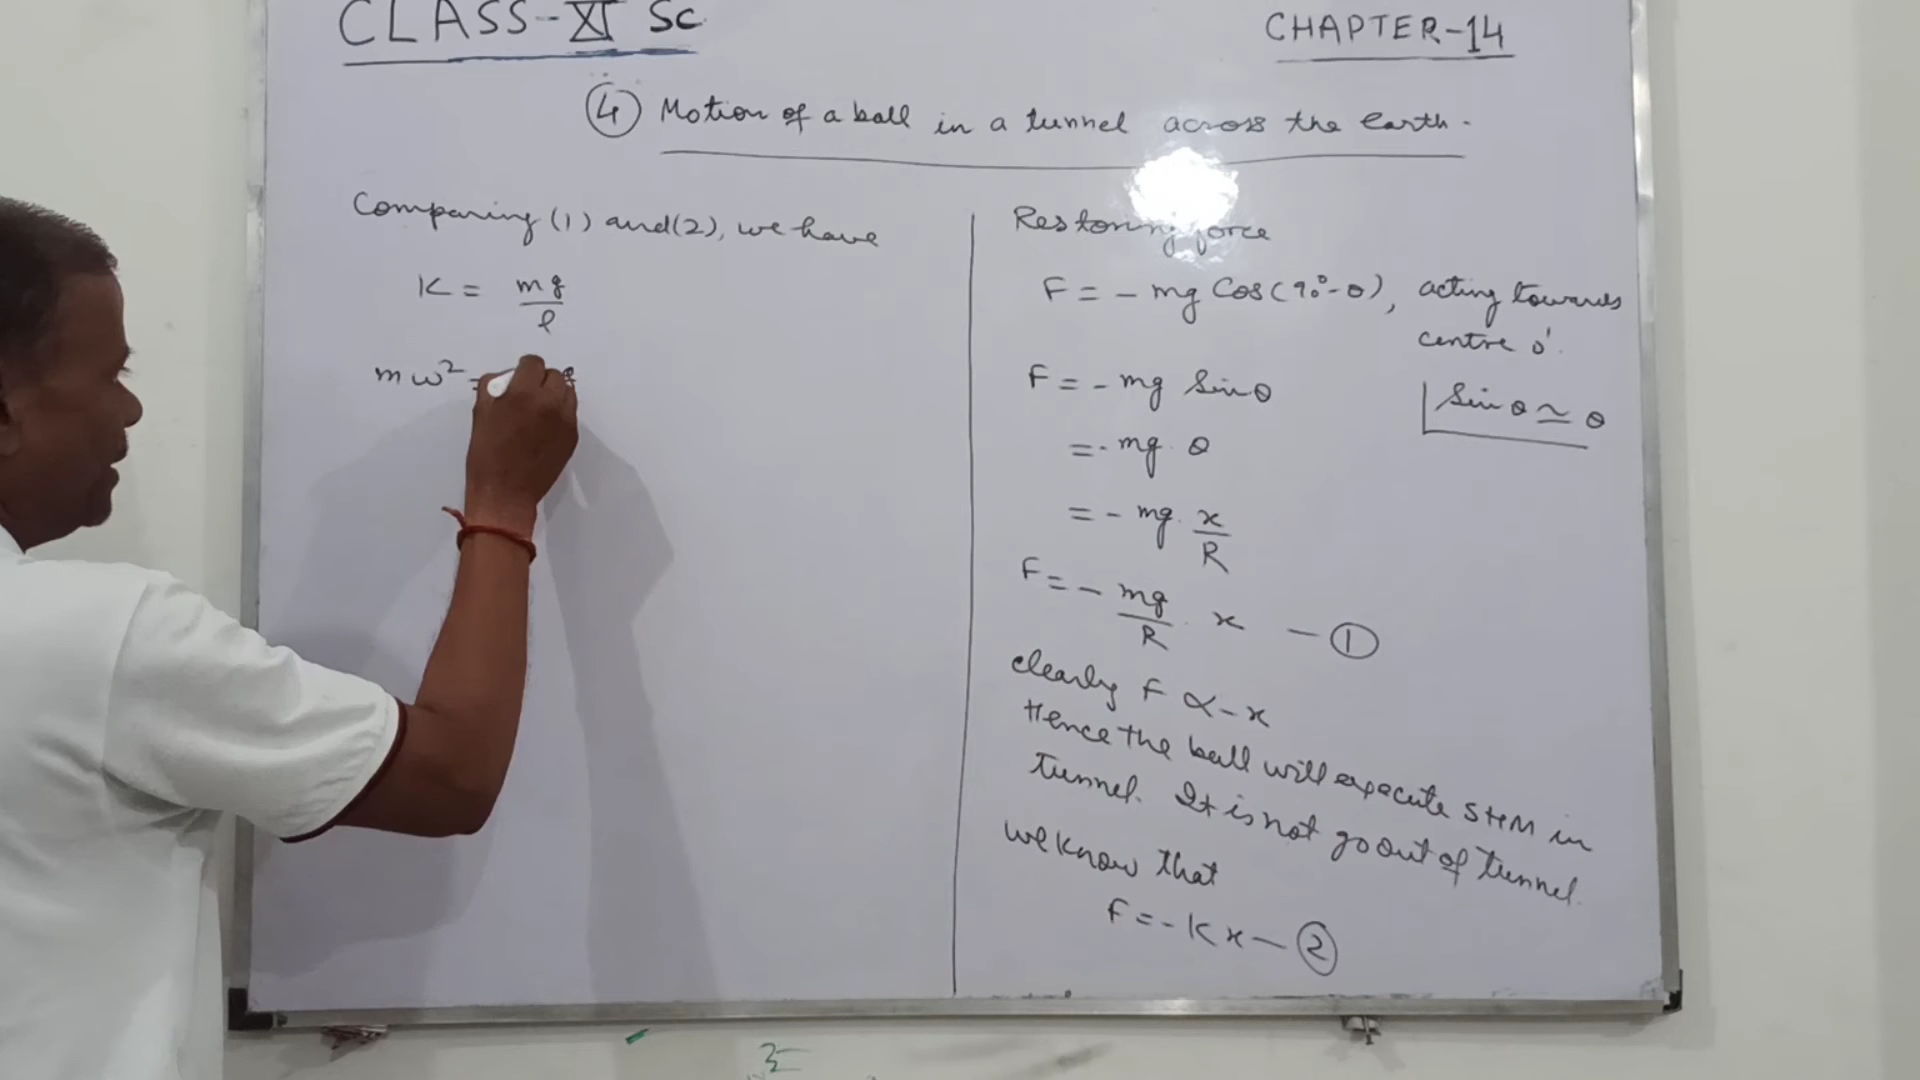 CLASS-XI Sc
CHAPTER-14
④ Motion of a ball in a tunnel across the earth.
Comparing (1) and (2), we have
K = mg/l
mω² =
Restoring force
F = - mg Cos(90°-θ), acting towards
centre o'.
F = - mg Sinθ
Sinθ ≃ θ
= - mg. θ
= - mg. x/R
F = - mg/R . x — ①
clearly F ∝ - x
Hence the ball will expecute SHM in
tunnel. It is not go out of tunnel.
we know that
F = - K x — ②